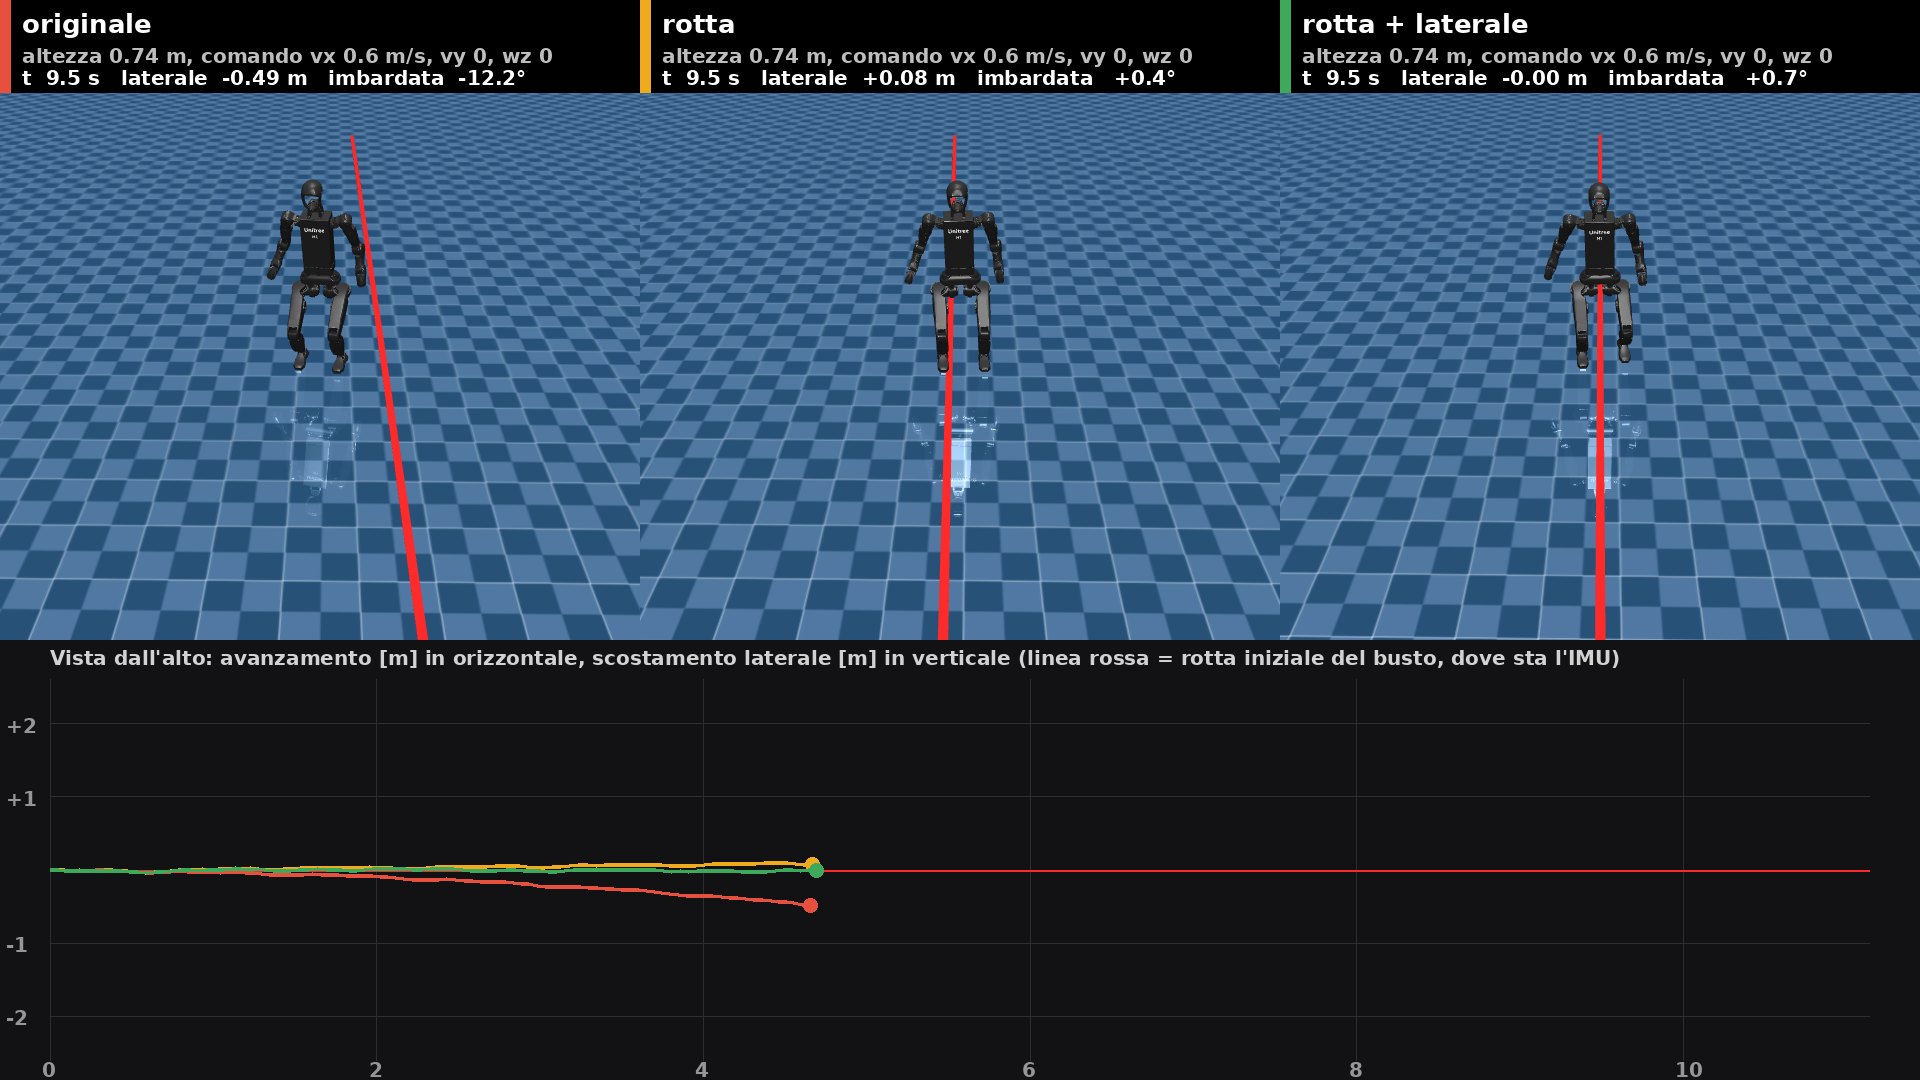 originale
altezza 0.74 m, comando vx 0.6 m/s, vy 0, wz 0
t  9.5 s   laterale  -0.49 m   imbardata  -12.2°
rotta
altezza 0.74 m, comando vx 0.6 m/s, vy 0, wz 0
t  9.5 s   laterale  +0.08 m   imbardata   +0.4°
rotta + laterale
altezza 0.74 m, comando vx 0.6 m/s, vy 0, wz 0
t  9.5 s   laterale  -0.00 m   imbardata   +0.7°
Unitree
Unitree
Unitree
Vista dall'alto: avanzamento [m] in orizzontale, scostamento laterale [m] in verticale (linea rossa = rotta iniziale del busto, dove sta l'IMU)
+2
+1
-1
-2
0 2 4 6 8 10